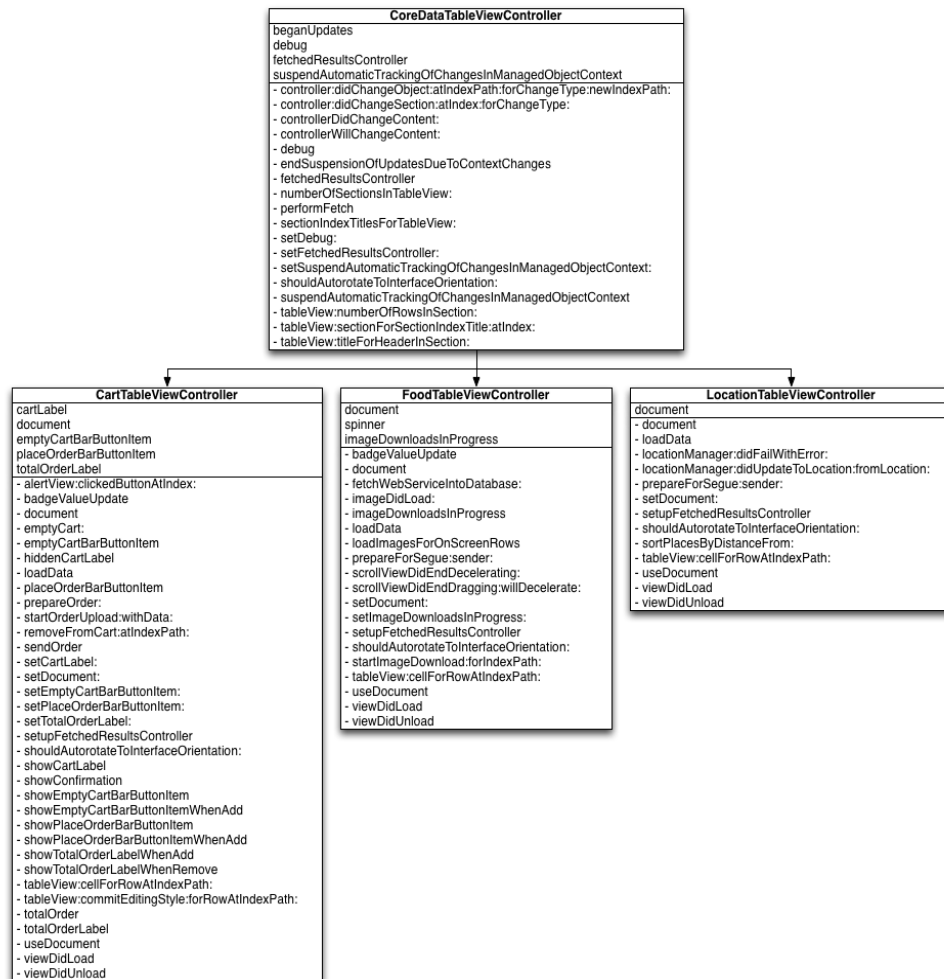 CoreDataTableViewController
beganUpdates
debug
fetchedResultsController
suspendAutomaticTrackingOfChangesInManagedObjectContext
- controller:didChangeObject:atIndexPath:forChangeType:newIndexPath:
- controller:didChangeSection:atIndex:forChangeType:
- controllerDidChangeContent:
- controllerWillChangeContent:
- debug
- endSuspensionOfUpdatesDueToContextChanges
- fetchedResultsController
- numberOfSectionsInTableView:
- performFetch
- sectionIndexTitlesForTableView:
- setDebug:
- setFetchedResultsController:
- setSuspendAutomaticTrackingOfChangesInManagedObjectContext:
- shouldAutorotateToInterfaceOrientation:
- suspendAutomaticTrackingOfChangesInManagedObjectContext
- tableView:numberOfRowsInSection:
- tableView:sectionForSectionIndexTitle:atIndex:
- tableView:titleForHeaderInSection:
CartTableViewController
cartLabel
document
emptyCartBarButtonItem
placeOrderBarButtonItem
totalOrderLabel
- alertView:clickedButtonAtIndex:
- badgeValueUpdate
- document
- emptyCart:
- emptyCartBarButtonItem
- hiddenCartLabel
- loadData
- placeOrderBarButtonItem
- prepareOrder:
- startOrderUpload:withData:
- removeFromCart:atIndexPath:
- sendOrder
- setCartLabel:
- setDocument:
- setEmptyCartBarButtonItem:
- setPlaceOrderBarButtonItem:
- setTotalOrderLabel:
- setupFetchedResultsController
- shouldAutorotateToInterfaceOrientation:
- showCartLabel
- showConfirmation
- showEmptyCartBarButtonItem
- showEmptyCartBarButtonItemWhenAdd
- showPlaceOrderBarButtonItem
- showPlaceOrderBarButtonItemWhenAdd
- showTotalOrderLabelWhenAdd
- showTotalOrderLabelWhenRemove
- tableView:cellForRowAtIndexPath:
- tableView:commitEditingStyle:forRowAtIndexPath:
- totalOrder
- totalOrderLabel
- useDocument
- viewDidLoad
- viewDidUnload
FoodTableViewController
document
spinner
imageDownloadsInProgress
- badgeValueUpdate
- document
- fetchWebServiceIntoDatabase:
- imageDidLoad:
- imageDownloadsInProgress
- loadData
- loadImagesForOnScreenRows
- prepareForSegue:sender:
- scrollViewDidEndDecelerating:
- scrollViewDidEndDragging:willDecelerate:
- setDocument:
- setImageDownloadsInProgress:
- setupFetchedResultsController
- shouldAutorotateToInterfaceOrientation:
- startImageDownload:forIndexPath:
- tableView:cellForRowAtIndexPath:
- useDocument
- viewDidLoad
- viewDidUnload
LocationTableViewController
document
- document
- loadData
- locationManager:didFailWithError:
- locationManager:didUpdateToLocation:fromLocation:
- prepareForSegue:sender:
- setDocument:
- setupFetchedResultsController
- shouldAutorotateToInterfaceOrientation:
- sortPlacesByDistanceFrom:
- tableView:cellForRowAtIndexPath:
- useDocument
- viewDidLoad
- viewDidUnload